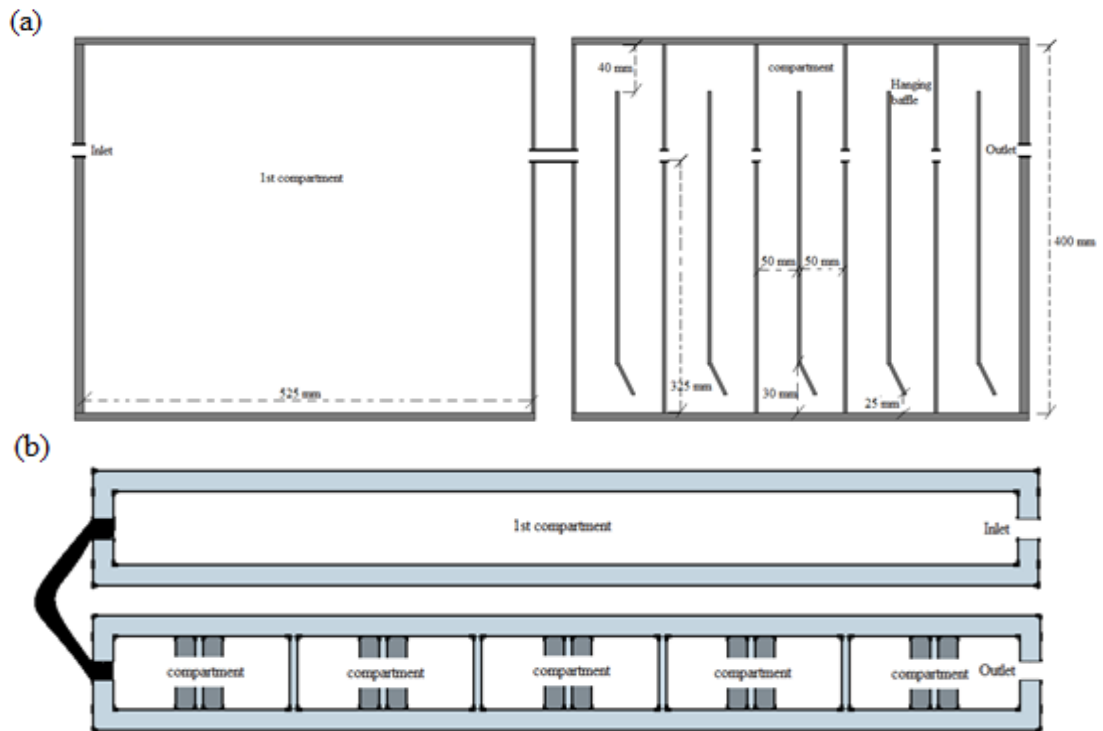 (a)
40 mm
compartment
Hanging
baffle
Inlet
Outlet
1st compartment
400 mm
50 mm
50 mm
525 mm
325 mm
30 mm
25 mm
(b)
1st compartment
Inlet
compartment
compartment
compartment
compartment
compartment
Outlet